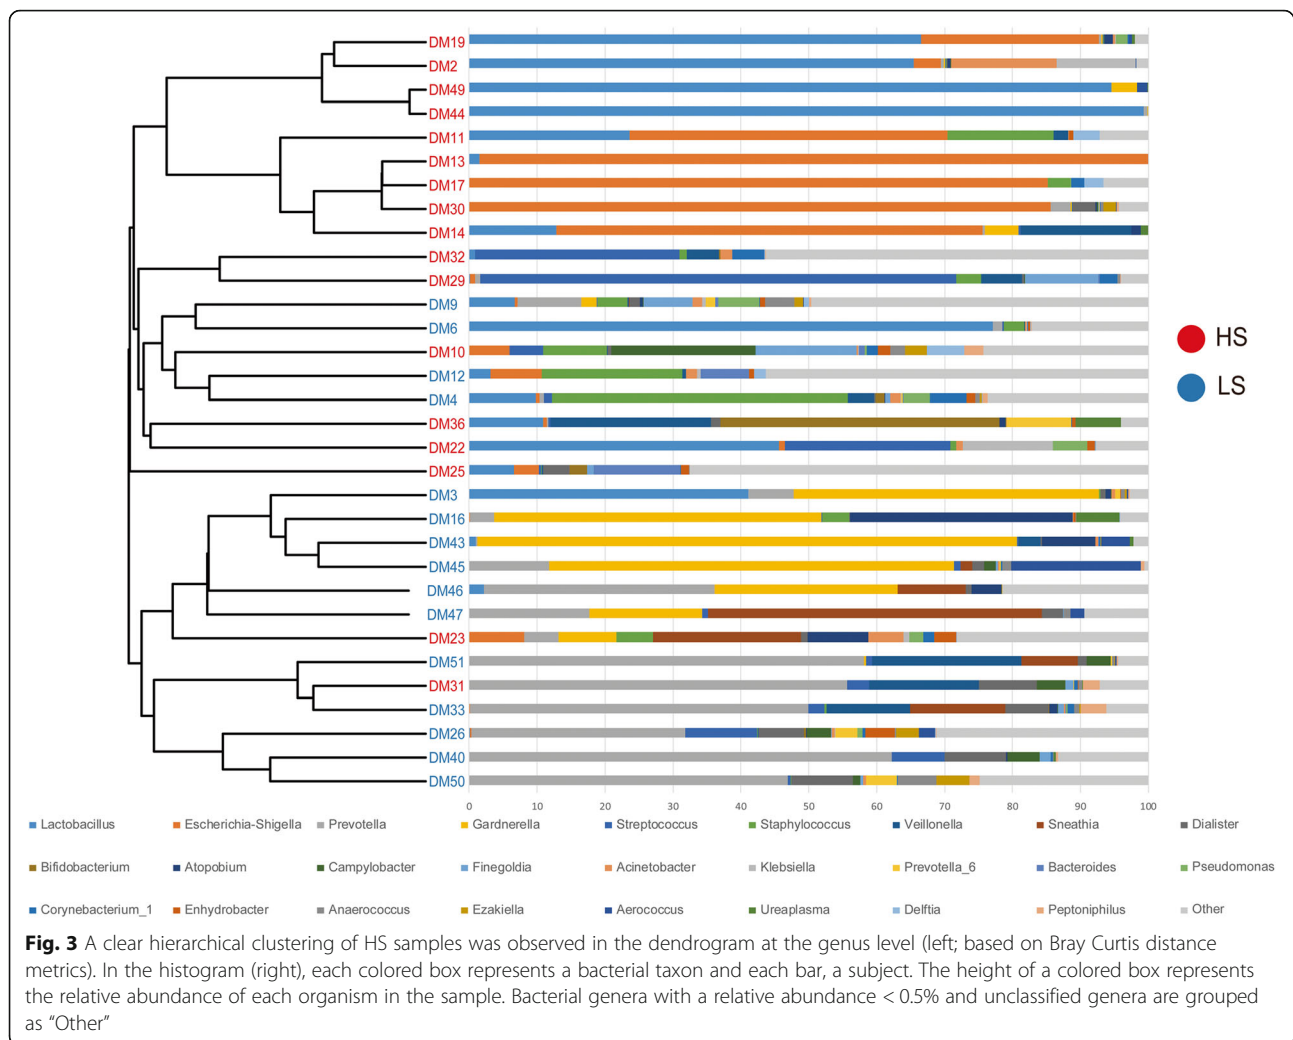 DM19
DM2
DM49
DM44
DM11
DM13
DM17
DM30
DM14
DM32
DM29
DM9
DM6
DM10
DM12
DM4
DM36
DM22
DM25
DM3
DM16
DM43
DM45
DM46
DM47
DM23
DM51
DM31
DM33
DM26
DM40
DM50
HS
LS
0 10 20 30 40 50 60 70 80 90 100
Lactobacillus Escherichia-Shigella Prevotella Gardnerella Streptococcus Staphylococcus Veillonella Sneathia Dialister
Bifidobacterium Atopobium Campylobacter Finegoldia Acinetobacter Klebsiella Prevotella_6 Bacteroides Pseudomonas
Corynebacterium_1 Enhydrobacter Anaerococcus Ezakiella Aerococcus Ureaplasma Delftia Peptoniphilus Other
Fig. 3 A clear hierarchical clustering of HS samples was observed in the dendrogram at the genus level (left; based on Bray Curtis distance
metrics). In the histogram (right), each colored box represents a bacterial taxon and each bar, a subject. The height of a colored box represents
the relative abundance of each organism in the sample. Bacterial genera with a relative abundance < 0.5% and unclassified genera are grouped
as “Other”